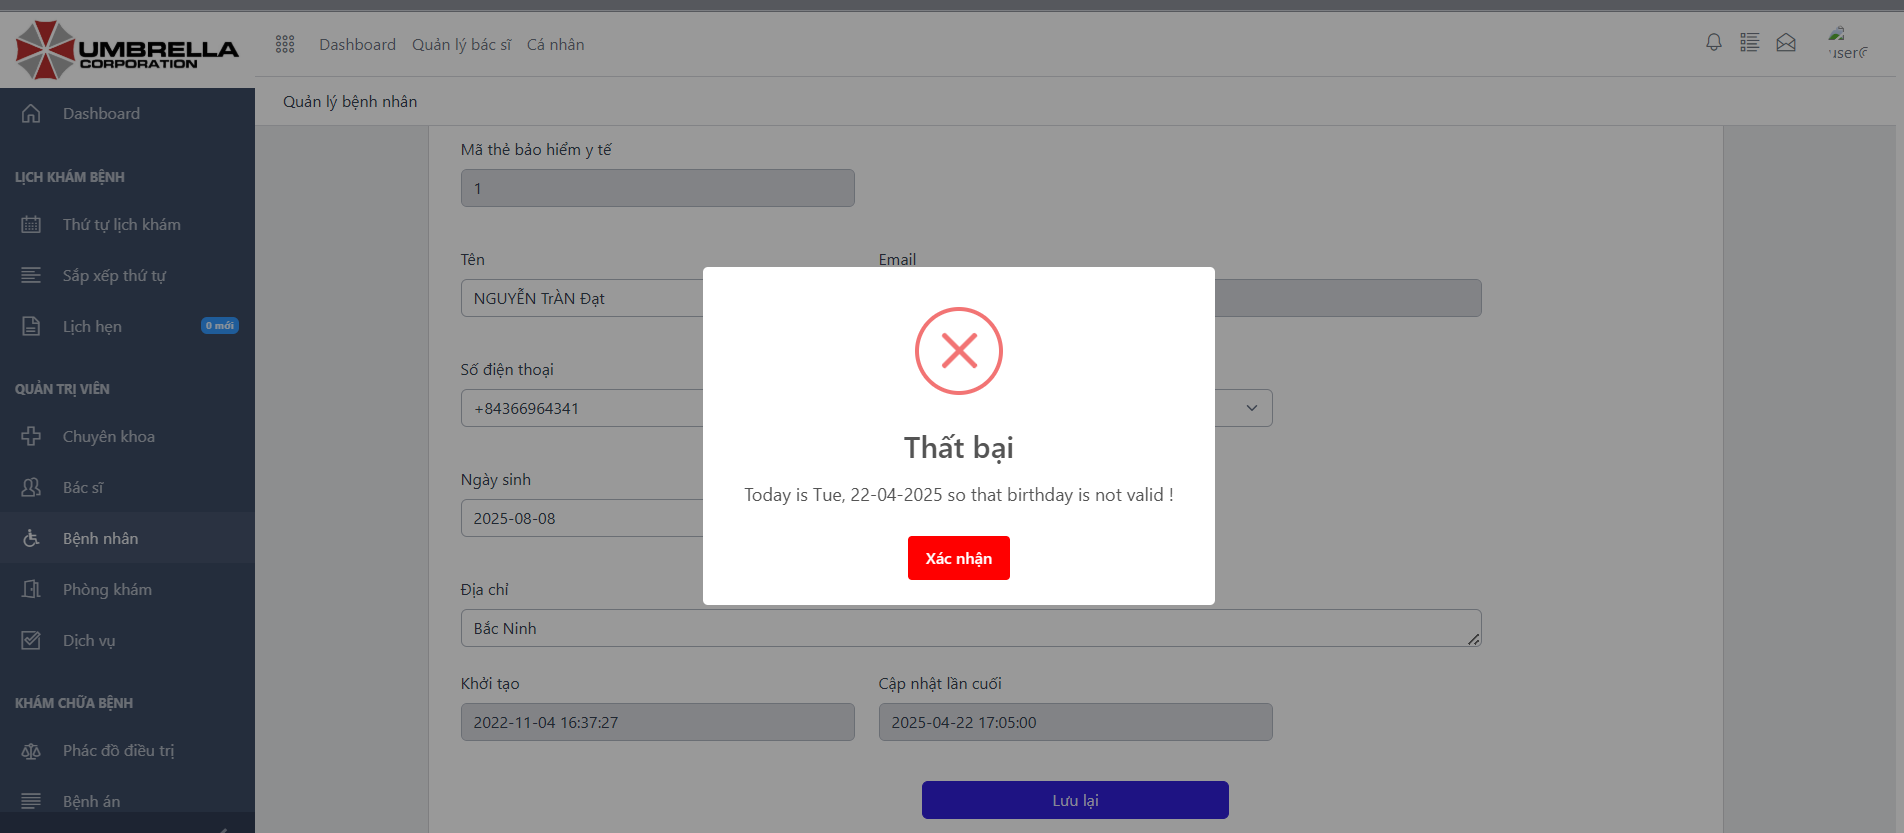 UMBRELLA
CORPORATION
Dashboard
Quản lý bác sĩ
Cá nhân
user@
Dashboard
LỊCH KHÁM BỆNH
Thứ tự lịch khám
Sắp xếp thứ tự
Lịch hẹn
0 mới
QUẢN TRỊ VIÊN
Chuyên khoa
Bác sĩ
Bệnh nhân
Phòng khám
Dịch vụ
KHÁM CHỮA BỆNH
Phác đồ điều trị
Bệnh án
Quản lý bệnh nhân
Mã thẻ bảo hiểm y tế
1
Tên
Email
NGUYỄN TrÀN Đạt
Số điện thoại
+84366964341
Ngày sinh
2025-08-08
Thất bại
Today is Tue, 22-04-2025 so that birthday is not valid !
Xác nhận
Địa chỉ
Bắc Ninh
Khởi tạo
Cập nhật lần cuối
2022-11-04 16:37:27
2025-04-22 17:05:00
Lưu lại